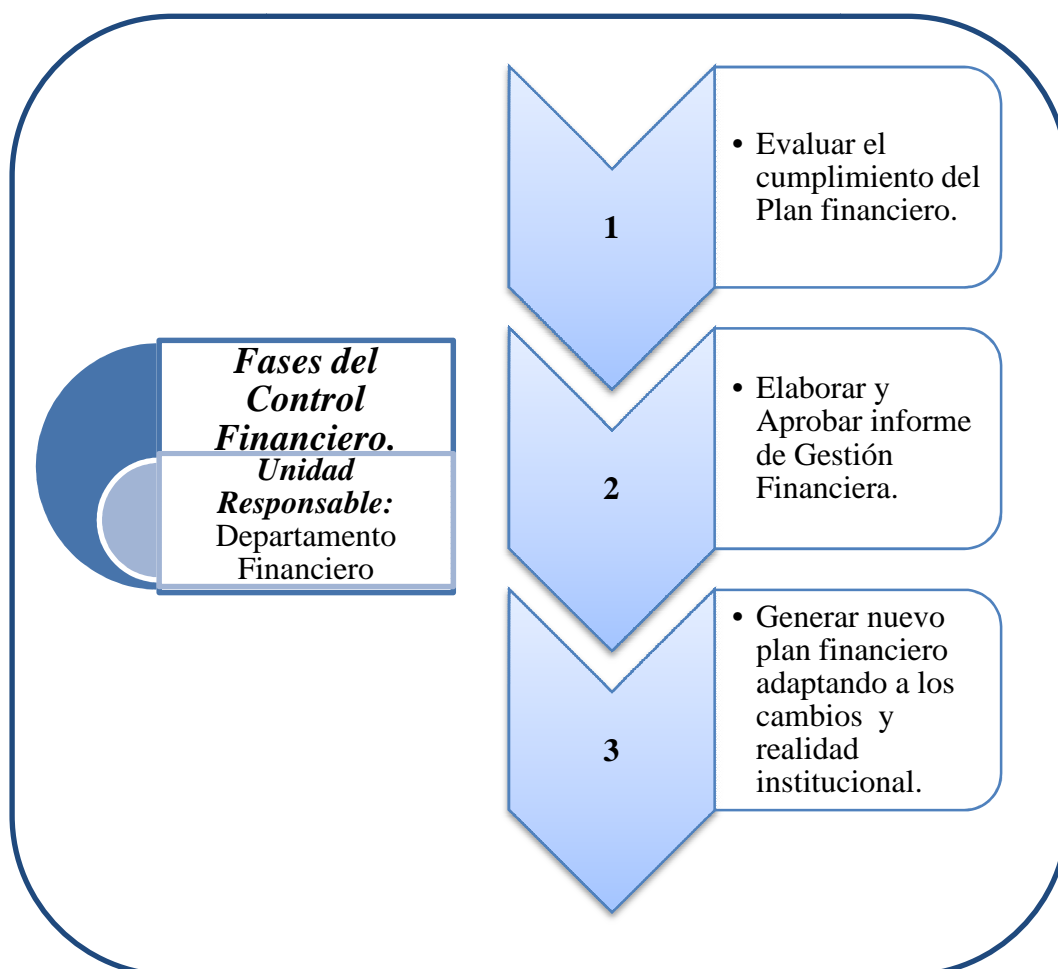 Fases del
Control
Financiero.
Unidad
Responsable:
Departamento
Financiero
1
• Evaluar el
cumplimiento del
Plan financiero.
2
• Elaborar y
Aprobar informe
de Gestión
Financiera.
3
• Generar nuevo
plan financiero
adaptando a los
cambios y
realidad
institucional.